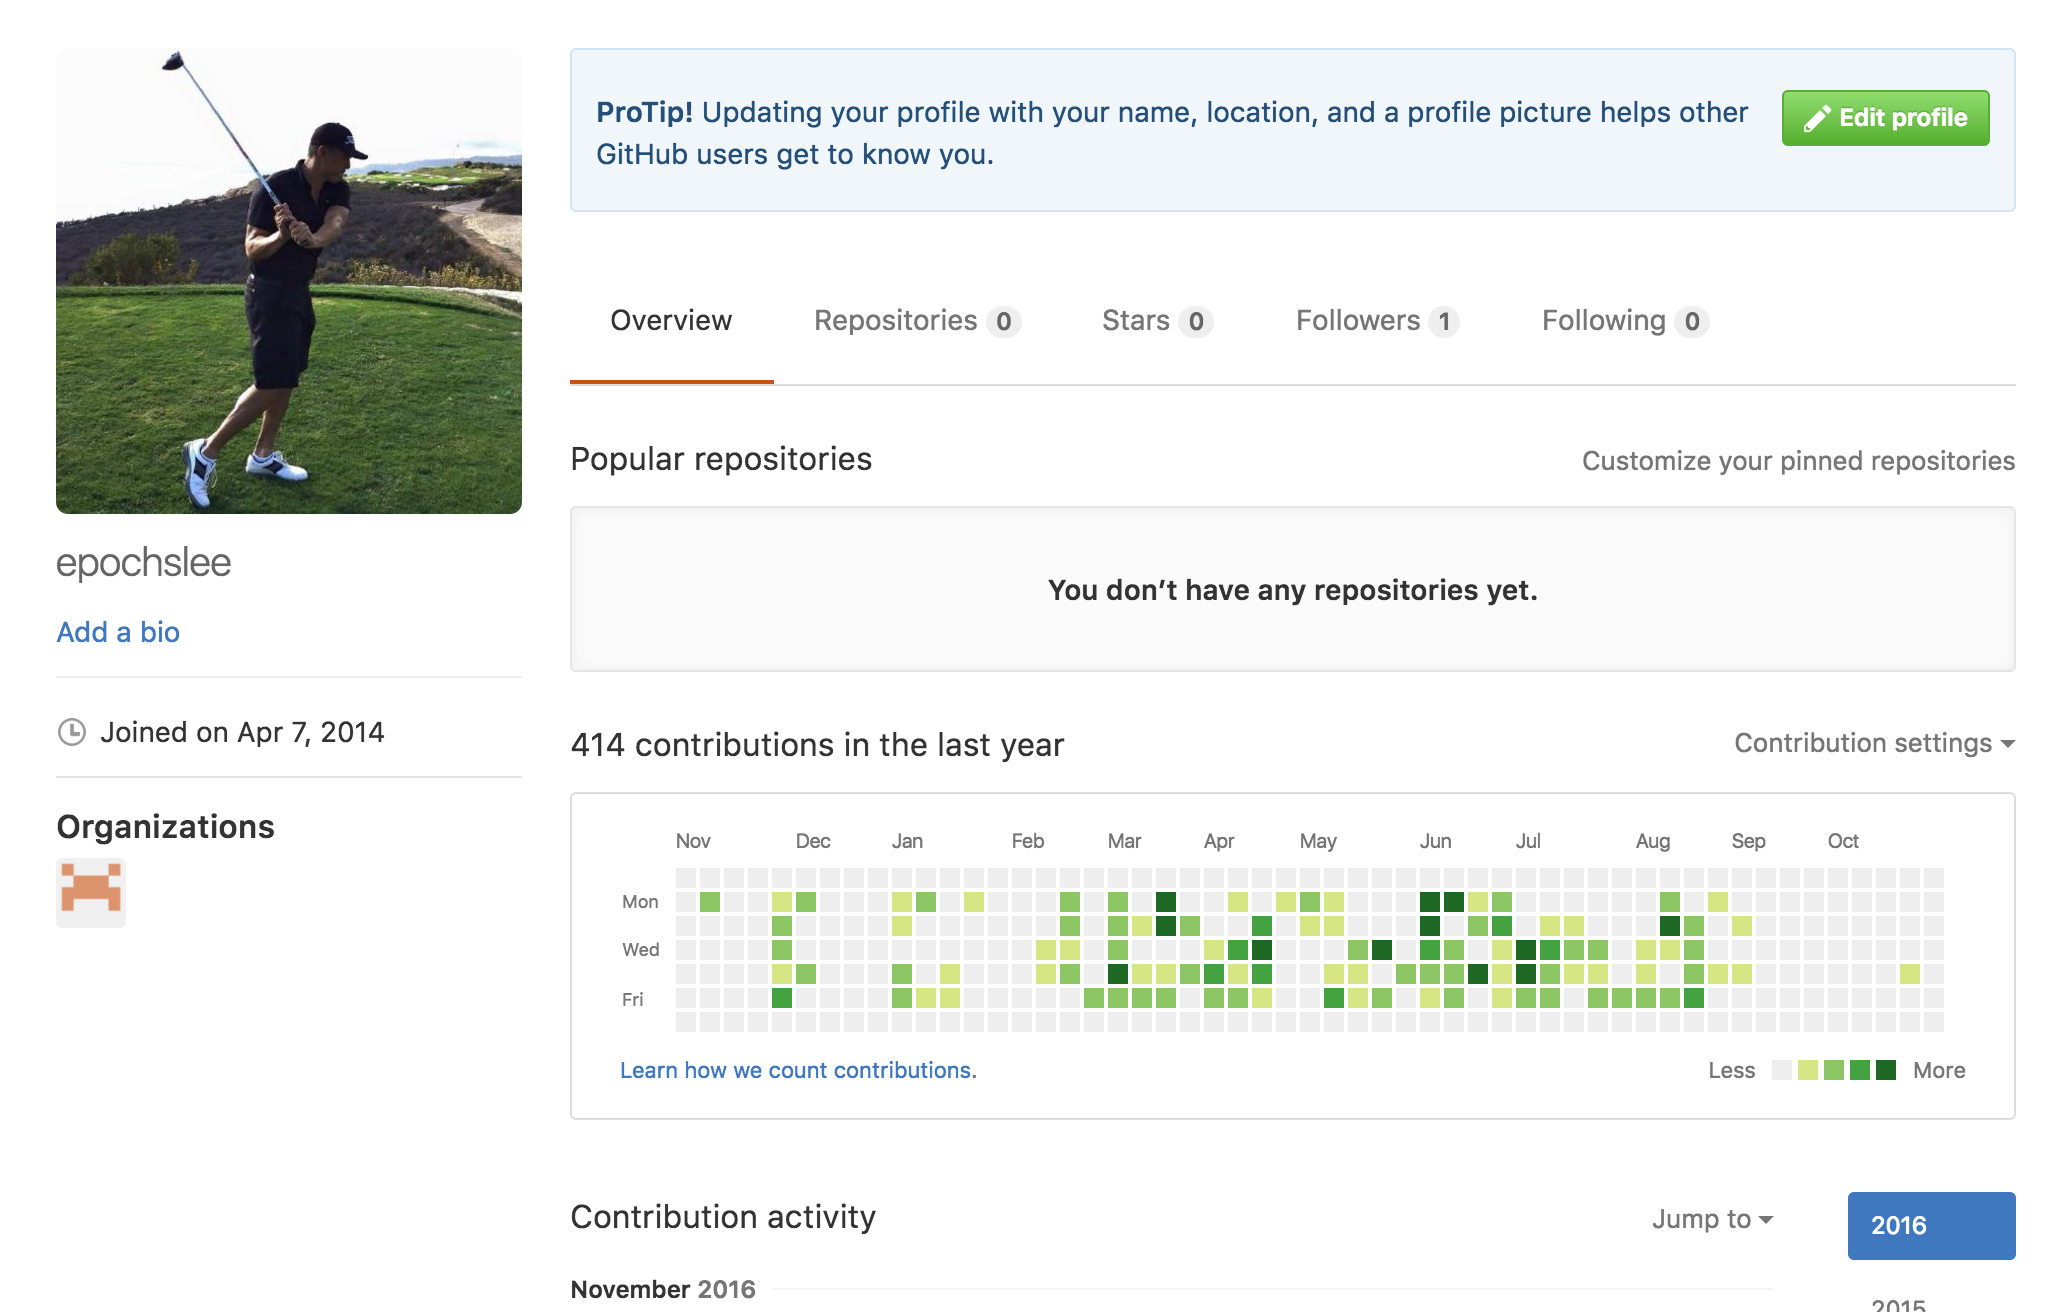 ProTip! Updating your profile with your name, location, and a profile picture helps other
GitHub users get to know you.
Edit profile
Overview
Repositories 0
Stars 0
Followers 1
Following 0
epochslee
Add a bio
Joined on Apr 7, 2014
Organizations
Popular repositories
Customize your pinned repositories
You don’t have any repositories yet.
414 contributions in the last year
Contribution settings
Nov Dec Jan Feb Mar Apr May Jun Jul Aug Sep Oct
Mon
Wed
Fri
Learn how we count contributions.
Less
More
Contribution activity
Jump to
2016
November 2016
2015